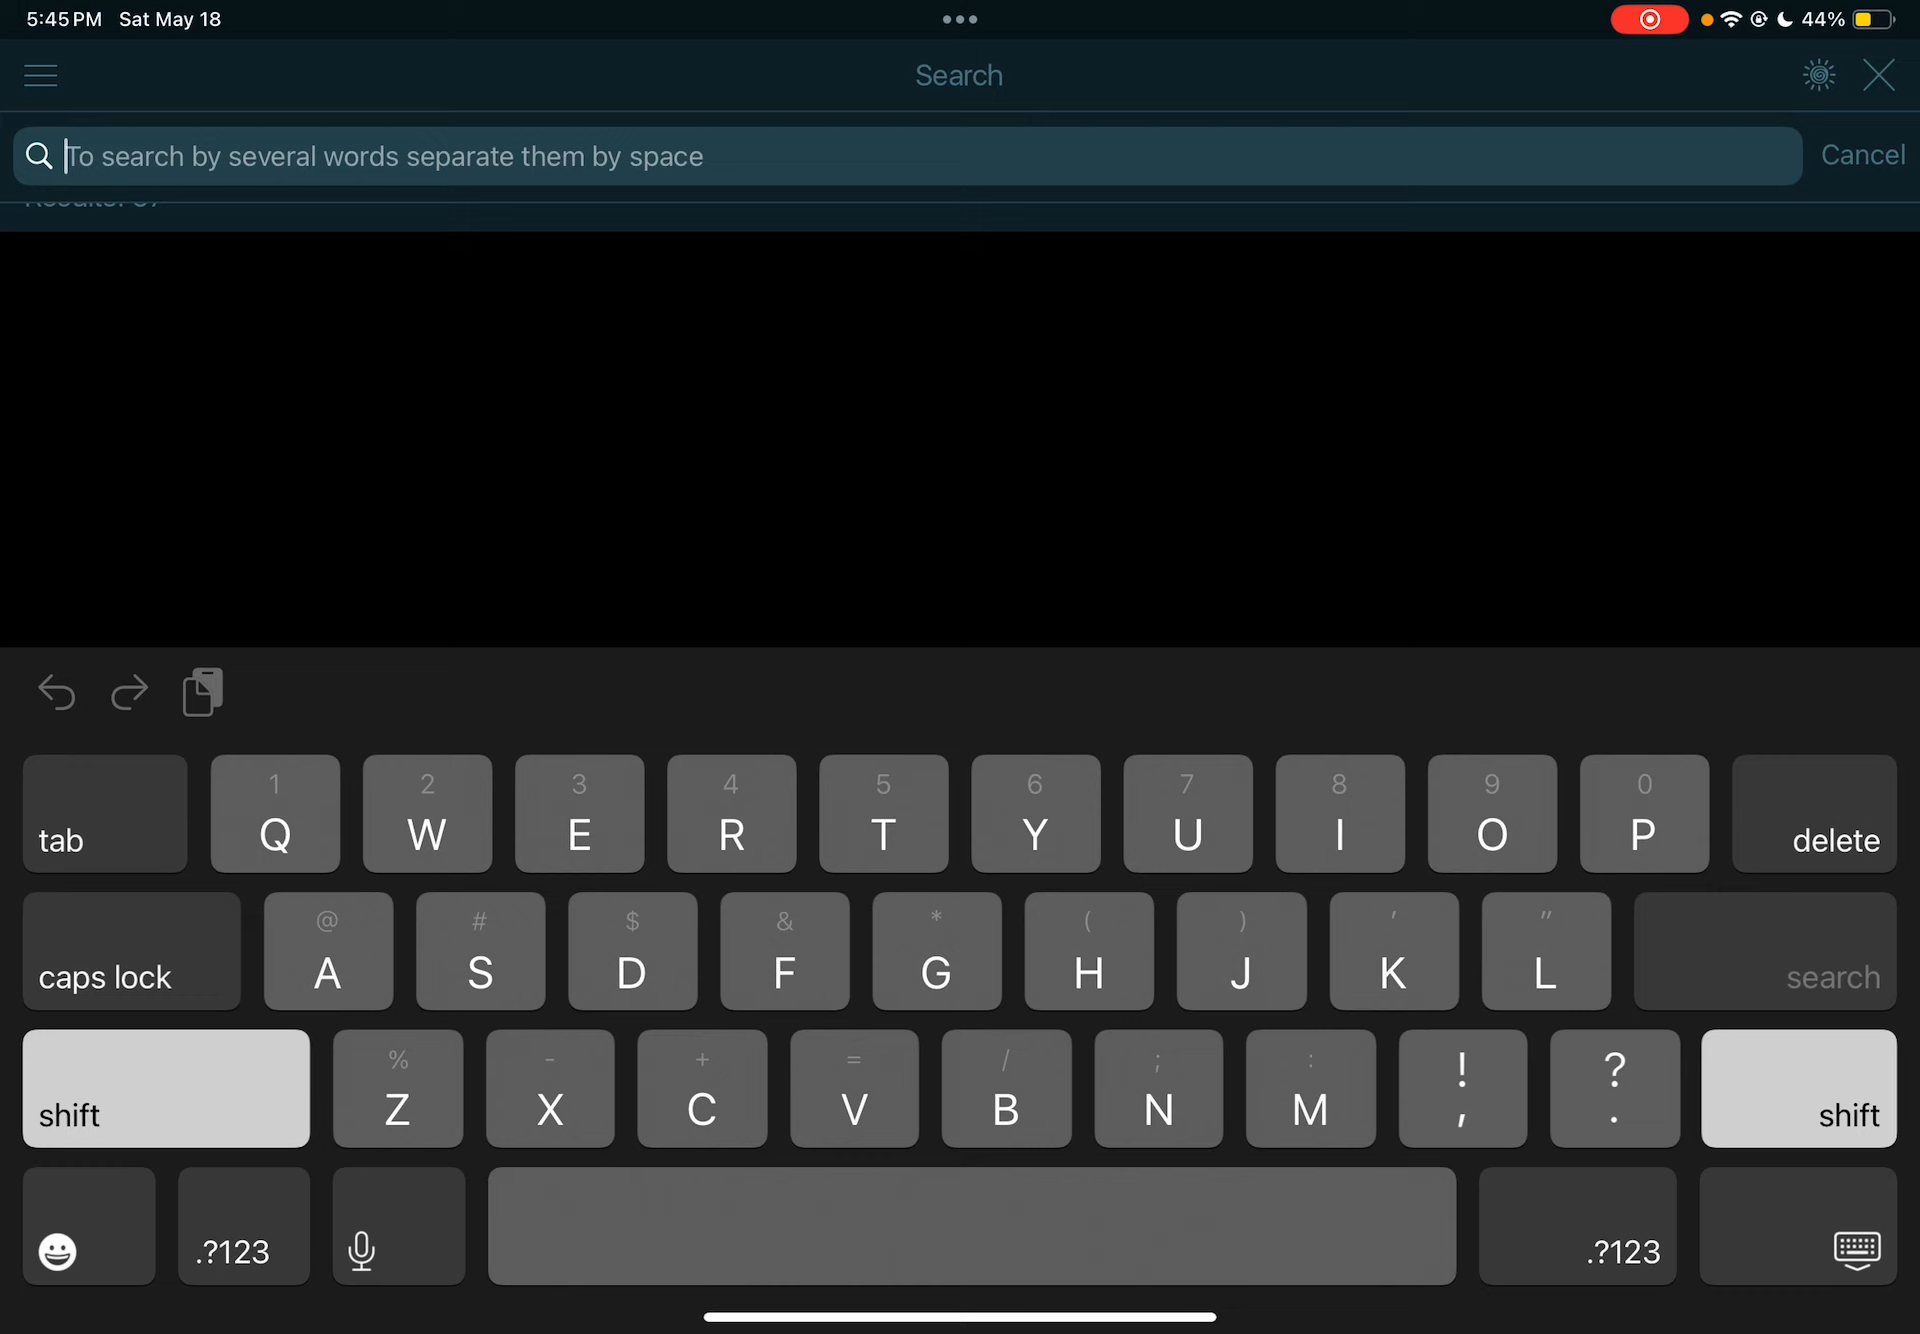 5:45 PM Sat May 18
44%
Search
To search by several words separate them by space
Cancel
1 2 3 4 5 6 7 8 9 0
tab Q W E R T Y U I O P delete
@ # $ & * ( ) ' "
caps lock A S D F G H J K L search
% - + = / ; : ! ?
shift Z X C V B N M , . shift
.?123 .?123